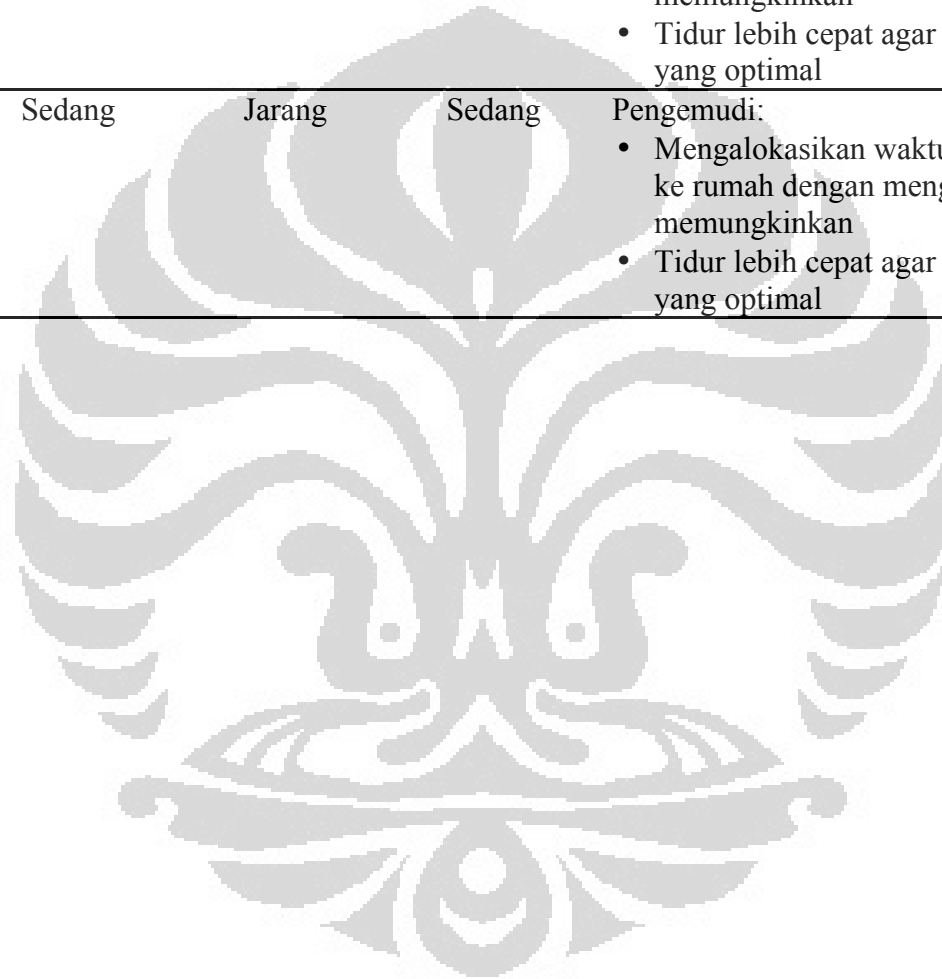 memungkinkan
• Tidur lebih cepat agar
yang optimal
Sedang Jarang Sedang Pengemudi:
• Mengalokasikan waktu
ke rumah dengan meng
memungkinkan
• Tidur lebih cepat agar
yang optimal